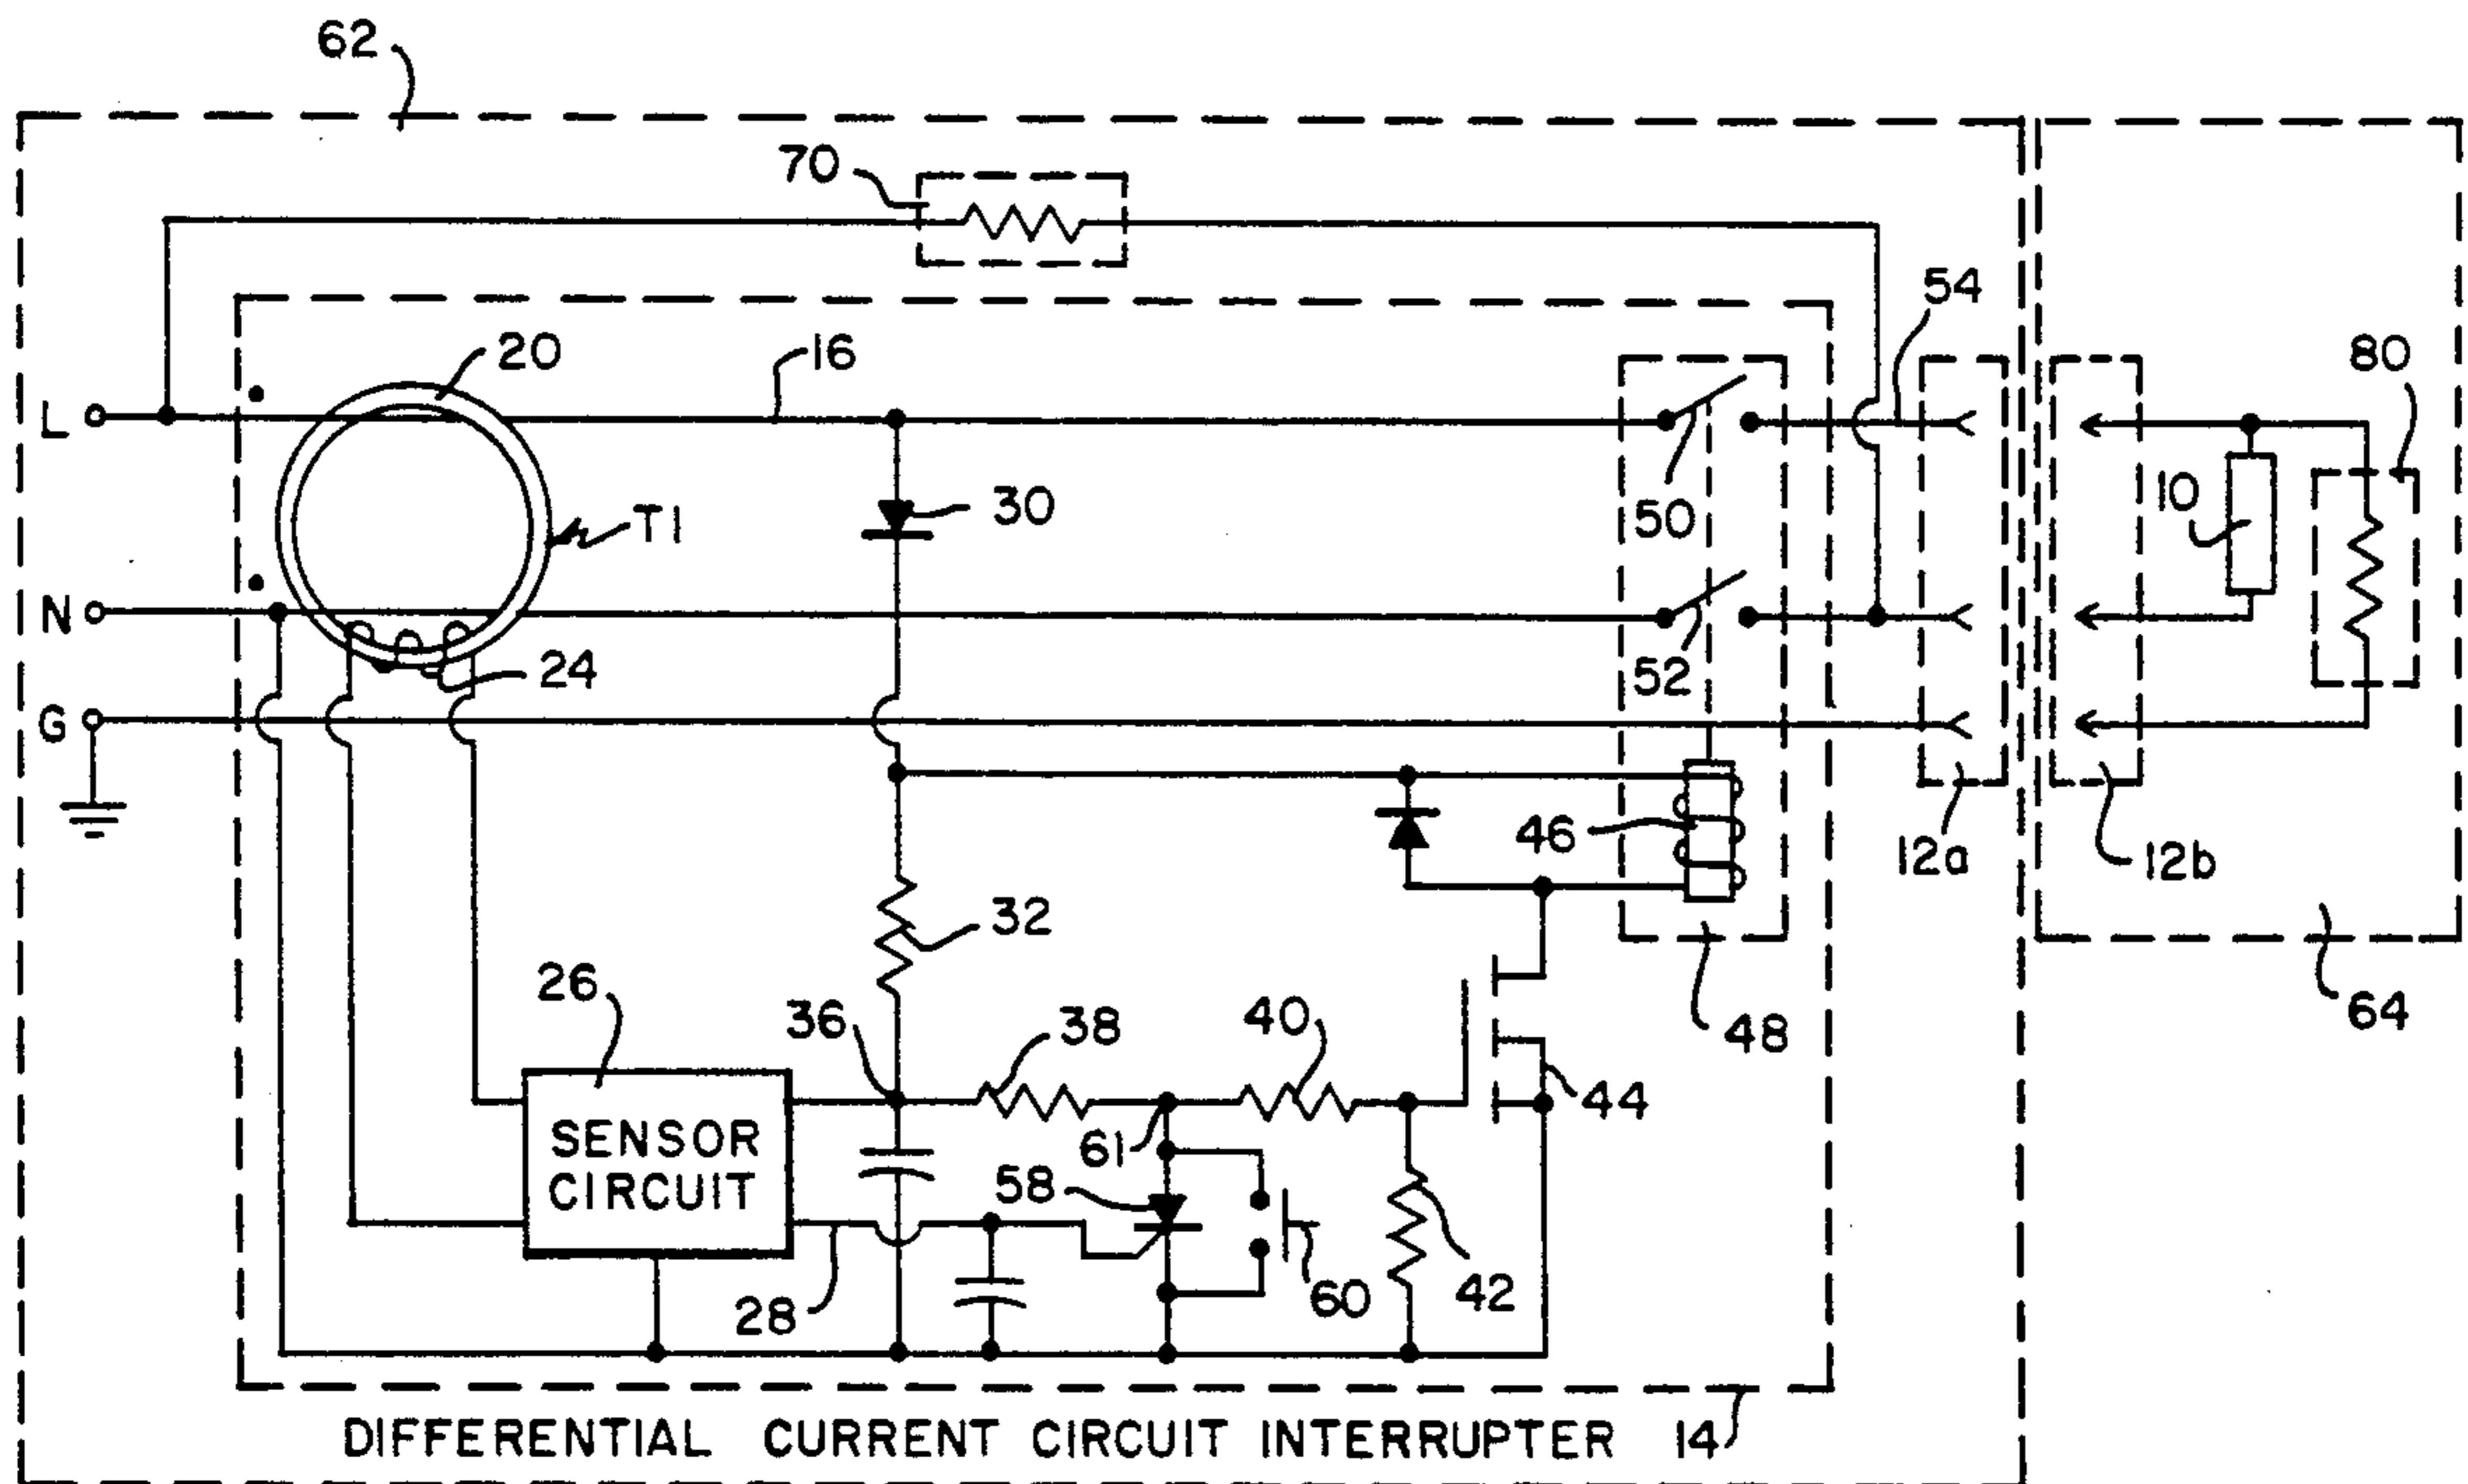 62
70
54
20
16
80
L
30
50
10
T1
N
24
52
G
46
12a
12b
32
26
36
38
40
48
64
44
SENSOR
CIRCUIT
61
58
28
60
42
DIFFERENTIAL CURRENT CIRCUIT INTERRUPTER 14